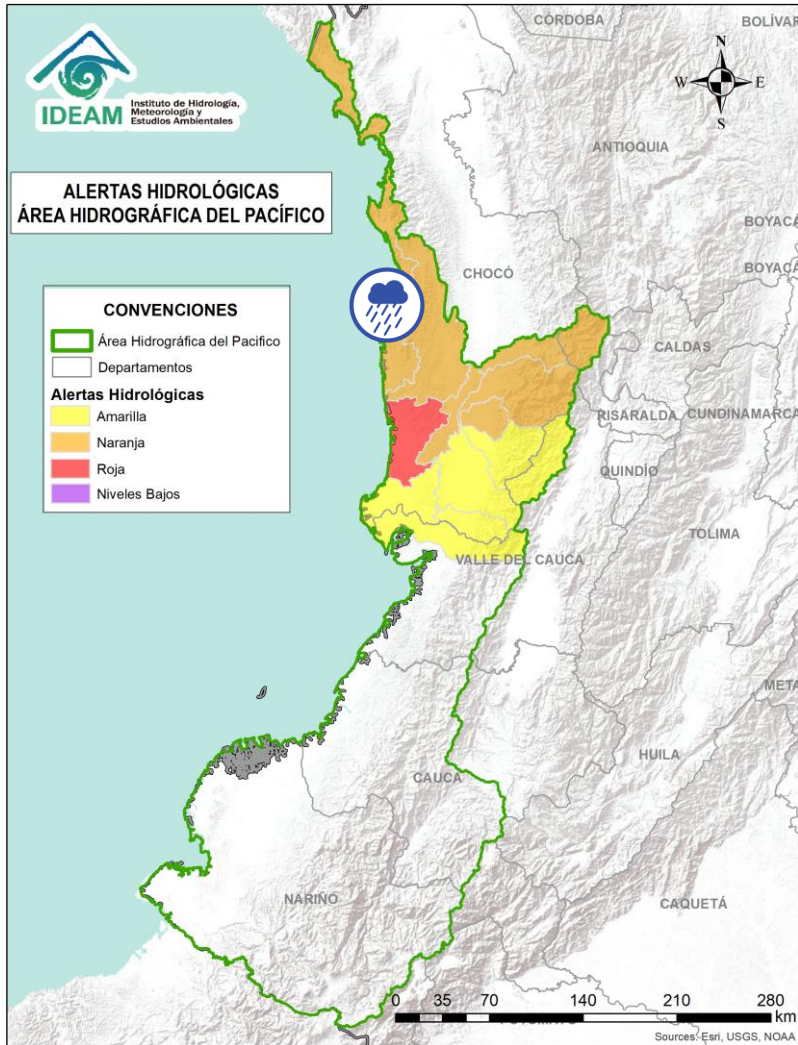 CÓRDOBA
BOLÍVAR
N
W
E
S
IDEAM
Instituto de Hidrología,
Meteorología y
Estudios Ambientales
ANTIOQUIA
ALERTAS HIDROLÓGICAS
ÁREA HIDROGRÁFICA DEL PACÍFICO
BOYACÁ
CHOCÓ
BOYACÁ
CONVENCIONES
Área Hidrográfica del Pacifico
Departamentos
Alertas Hidrológicas
Amarilla
Naranja
Roja
Niveles Bajos
CALDAS
RISARALDA
CUNDINAMARCA
QUINDÍO
TOLIMA
VALLE DEL CAUCA
META
HUILA
CAUCA
NARIÑO
CAQUETÁ
0 35 70 140 210 280
km
Sources: Esri, USGS, NOAA